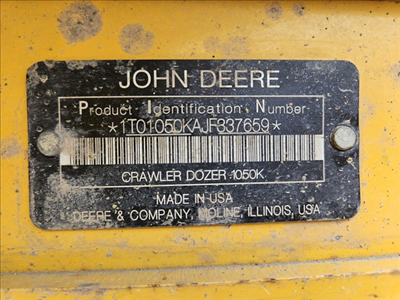 JOHN DEERE
Product Identification Number
*1T01050KAJF337659*
CRAWLER DOZER 1050K
MADE IN USA
DEERE & COMPANY, MOLINE, ILLINOIS, USA